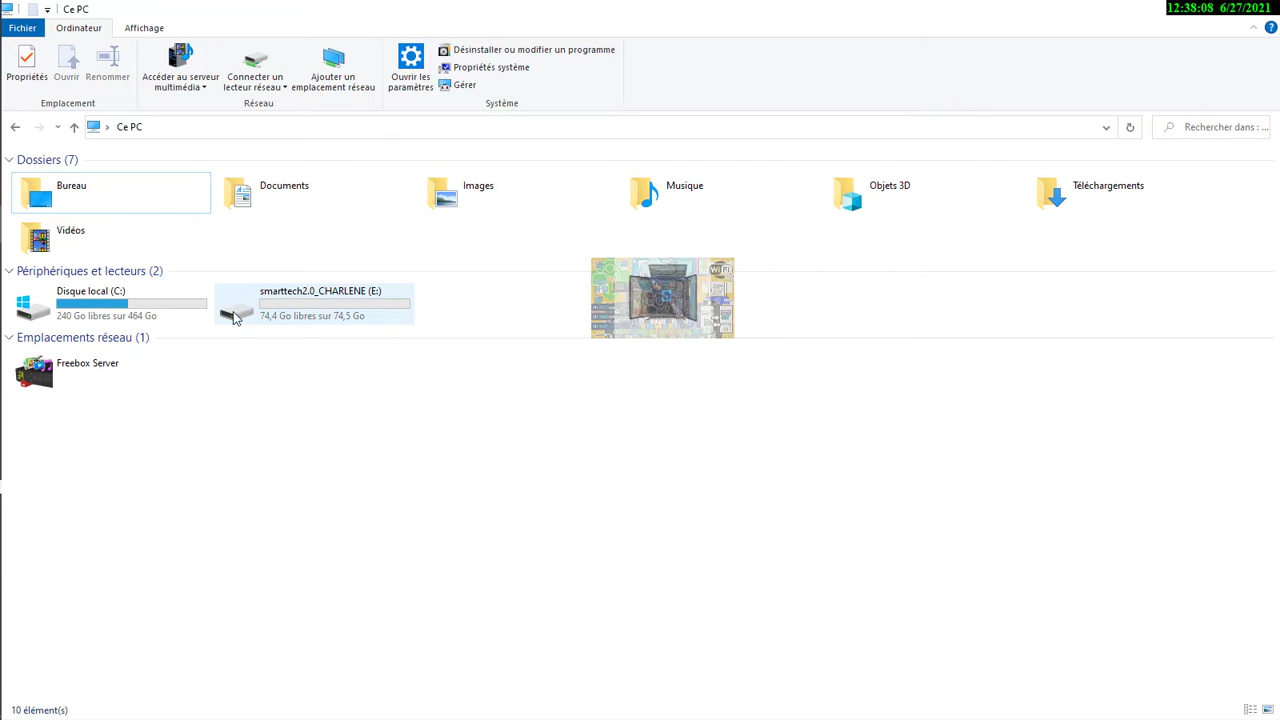 Ce PC
12:38:08 6/27/2021
Fichier
Ordinateur
Affichage
Propriétés
Ouvrir
Renommer
Accéder au serveur
multimédia
Connecter un
lecteur réseau
Ajouter un
emplacement réseau
Ouvrir les
paramètres
Désinstaller ou modifier un programme
Propriétés système
Gérer
Emplacement
Réseau
Système
Ce PC
Rechercher dans : ...
Dossiers (7)
Bureau
Documents
Images
Musique
Objets 3D
Téléchargements
Vidéos
Périphériques et lecteurs (2)
Disque local (C:)
240 Go libres sur 464 Go
smarttech2.0_CHARLENE (E:)
74,4 Go libres sur 74,5 Go
WiFi
Emplacements réseau (1)
Freebox Server
10 élément(s)